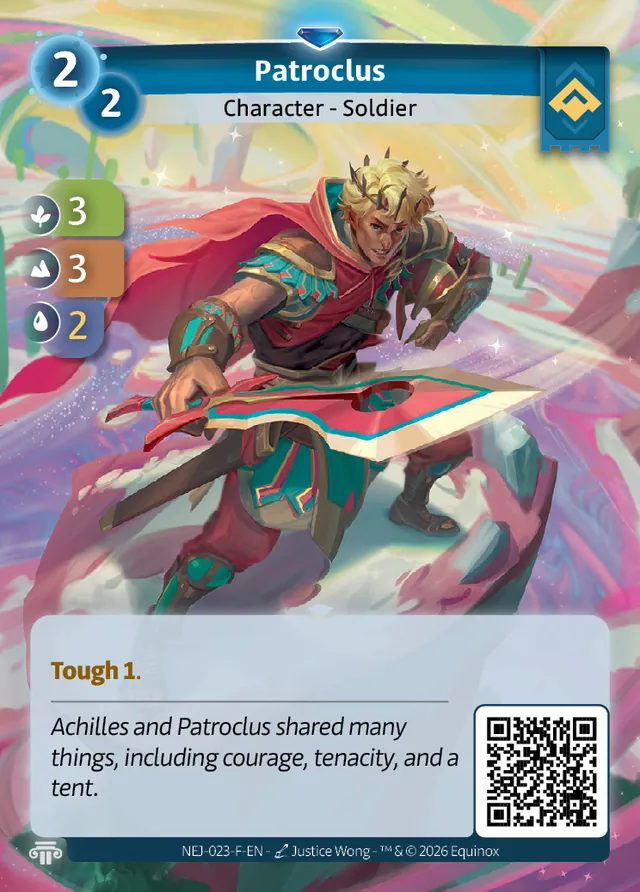 2
Patroclus
2
Character - Soldier
3
3
2
Tough 1.
Achilles and Patroclus shared many
things, including courage, tenacity, and a
tent.
NEJ-023-F-EN - Justice Wong - ™ & © 2026 Equinox